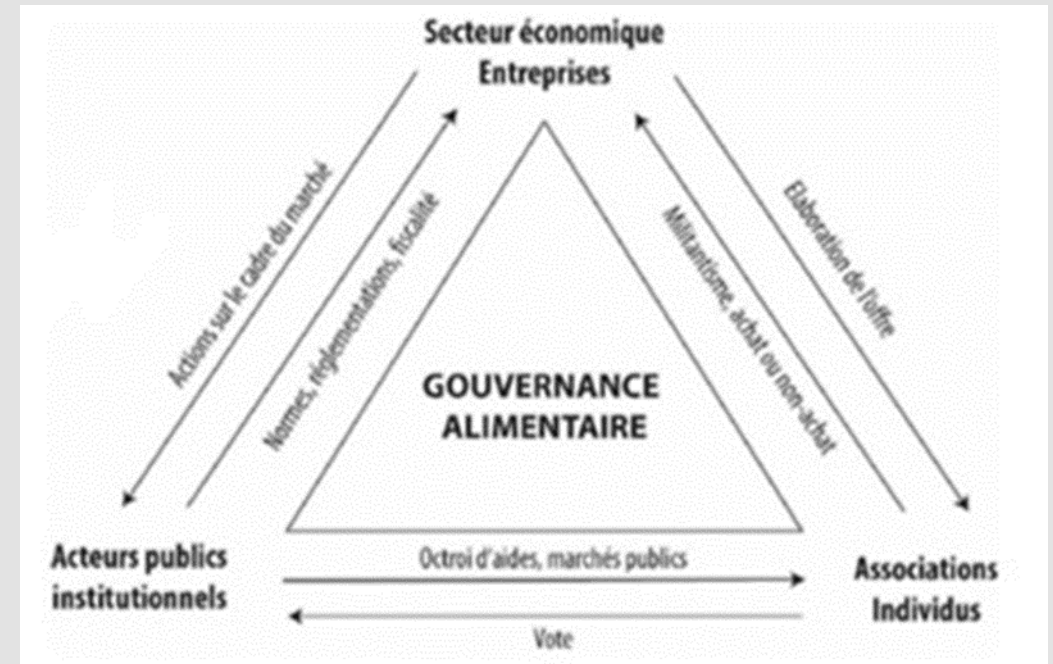 Secteur économique
Entreprises
Actions sur le cadre du marché
Normes, réglementations, fiscalité
Militantisme, achat ou non-achat
Elaboration de l'offre
GOUVERNANCE
ALIMENTAIRE
Acteurs publics
institutionnels
Octroi d'aides, marchés publics
Associations
Individus
Vote